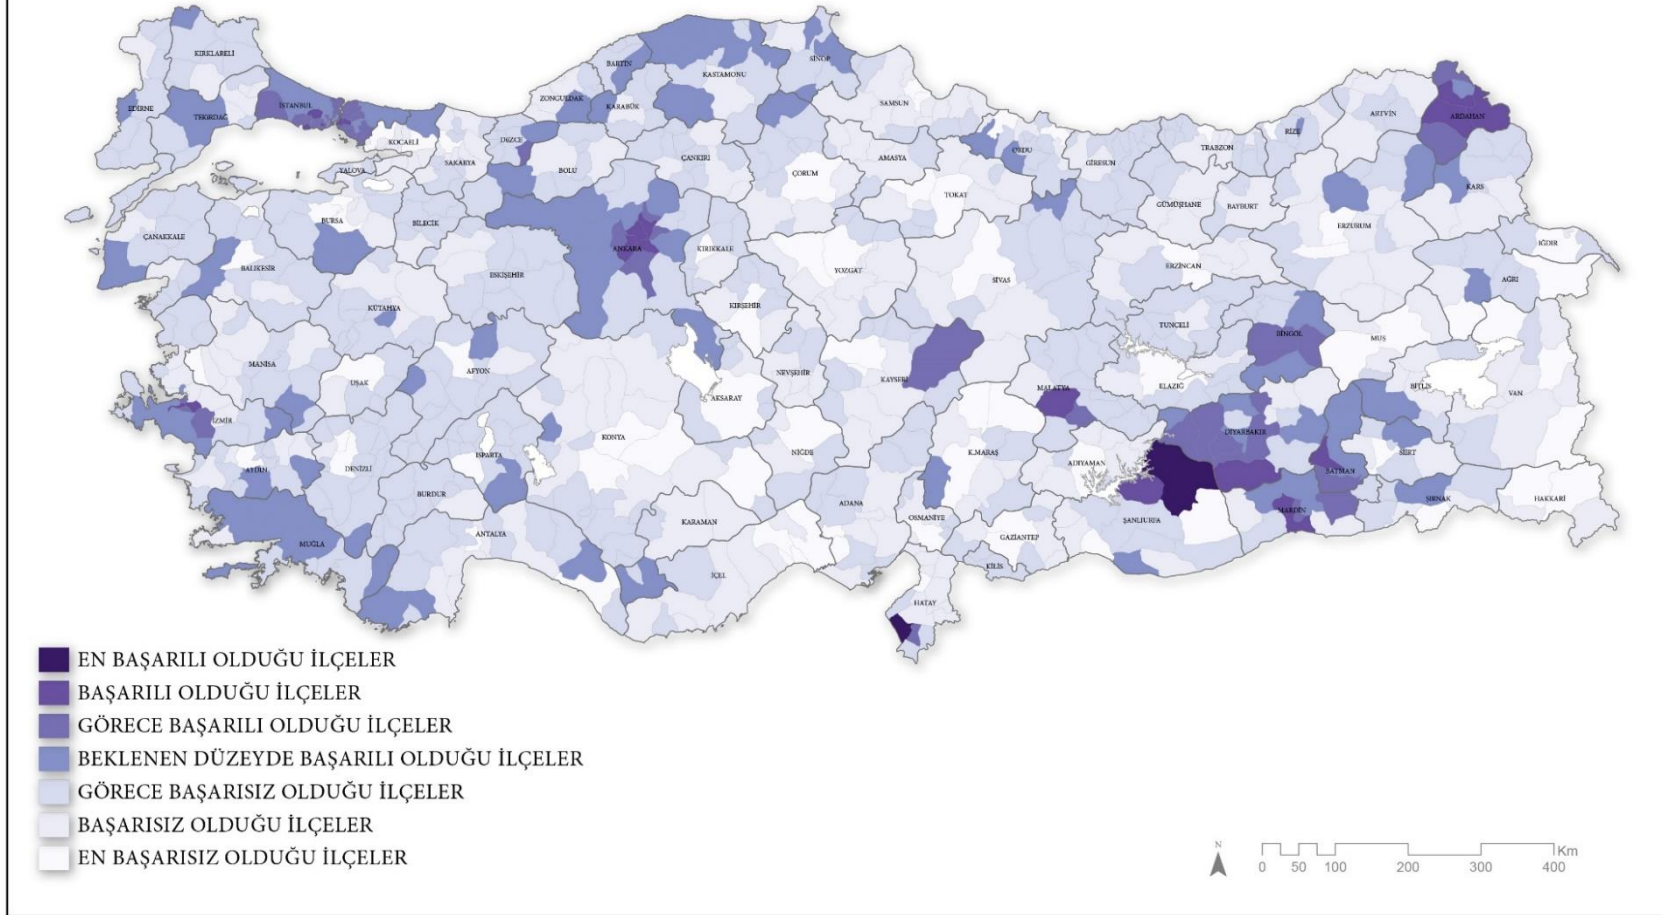 KIRKLARELİ
EDİRNE
TEKİRDAĞ
İSTANBUL
KOCAELİ
YALOVA
SAKARYA
DÜZCE
ZONGULDAK
BARTIN
KARABÜK
KASTAMONU
SİNOP
SAMSUN
BOLU
ÇANKIRI
ÇORUM
AMASYA
TOKAT
ORDU
GİRESUN
TRABZON
RİZE
ARTVİN
ARDAHAN
KARS
GÜMÜŞHANE
BAYBURT
ERZURUM
IĞDIR
AĞRI
ÇANAKKALE
BURSA
BİLECİK
BALIKESİR
ESKİŞEHİR
ANKARA
KIRIKKALE
YOZGAT
SİVAS
ERZİNCAN
KÜTAHYA
KIRŞEHİR
TUNCELİ
BİNGÖL
MUŞ
MANİSA
UŞAK
AFYON
AKSARAY
NEVŞEHİR
KAYSERİ
MALATYA
ELAZIĞ
BİTLİS
VAN
İZMİR
AYDIN
DENİZLİ
ISPARTA
KONYA
NİĞDE
K.MARAŞ
ADIYAMAN
DİYARBAKIR
BATMAN
SİİRT
MUĞLA
BURDUR
ANTALYA
KARAMAN
İÇEL
ADANA
OSMANİYE
GAZİANTEP
KİLİS
ŞANLIURFA
MARDİN
ŞIRNAK
HAKKARİ
HATAY
EN BAŞARILI OLDUĞU İLÇELER
BAŞARILI OLDUĞU İLÇELER
GÖRECE BAŞARILI OLDUĞU İLÇELER
BEKLENEN DÜZEYDE BAŞARILI OLDUĞU İLÇELER
GÖRECE BAŞARISIZ OLDUĞU İLÇELER
BAŞARISIZ OLDUĞU İLÇELER
EN BAŞARISIZ OLDUĞU İLÇELER
N
Km
0 50 100 200 300 400